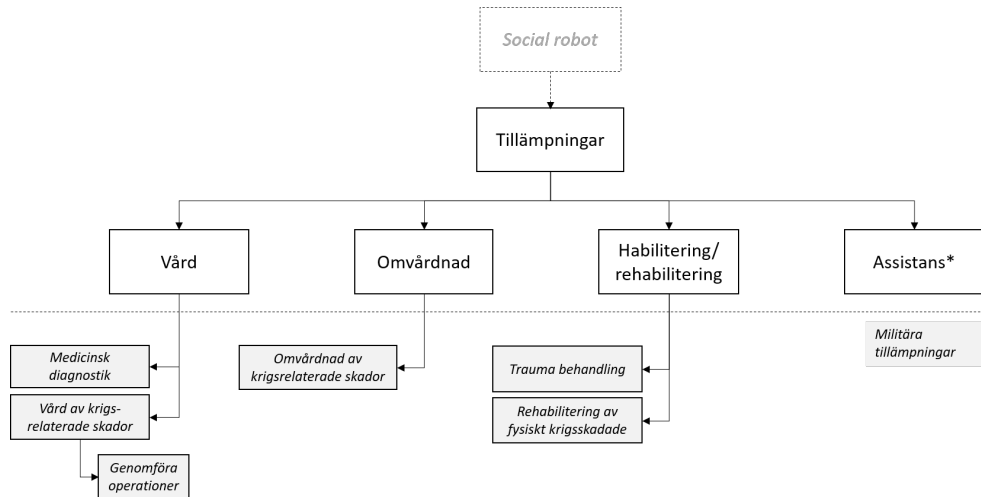 Social robot
Tillämpningar
Vård
Omvårdnad
Habilitering/
rehabilitering
Assistans*
Militära
tillämpningar
Medicinsk
diagnostik
Omvårdnad av
krigsrelaterade skador
Trauma behandling
Vård av krigs-
relaterade skador
Rehabilitering av
fysiskt krigsskadade
Genomföra
operationer